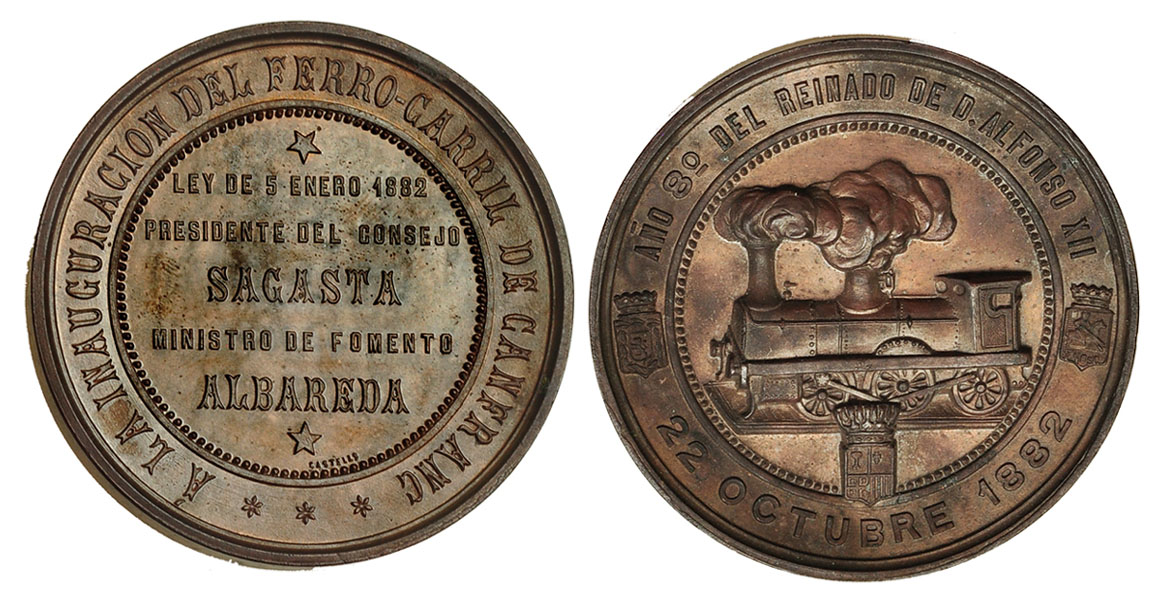 Á LA INAUGURACION DEL FERRO-CARRIL DE CANFRANC
LEY DE 5 ENERO 1882
PRESIDENTE DEL CONSEJO
SAGASTA
MINISTRO DE FOMENTO
ALBAREDA
CASTELLS
AÑO 8º DEL REINADO DE D. ALFONSO XII
22 OCTUBRE 1882